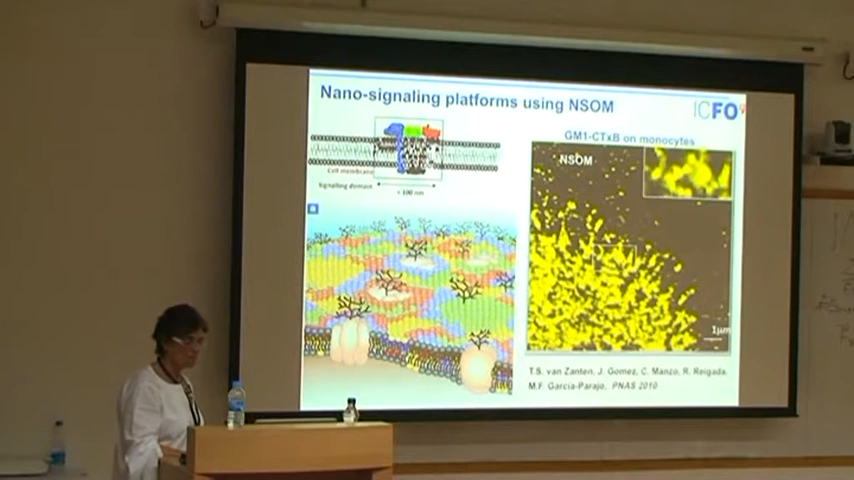 Nano-signaling platforms using NSOM
ICFO
GM1-CTxB on monocytes
NSOM
Cell membrane
Signalling domain
< 100 nm
1μm
T.S. van Zanten, J. Gomez, C. Manzo, R. Reigada,
M.F. Garcia-Parajo, PNAS 2010